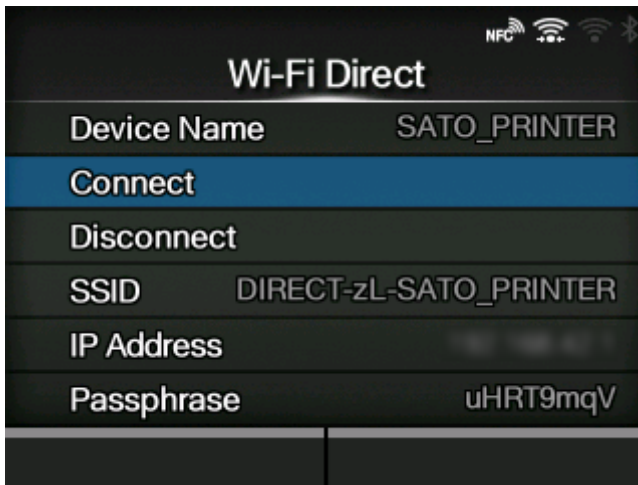 NFC
Wi-Fi Direct
Device Name SATO_PRINTER
Connect
Disconnect
SSID DIRECT-zL-SATO_PRINTER
IP Address
Passphrase uHRT9mqV